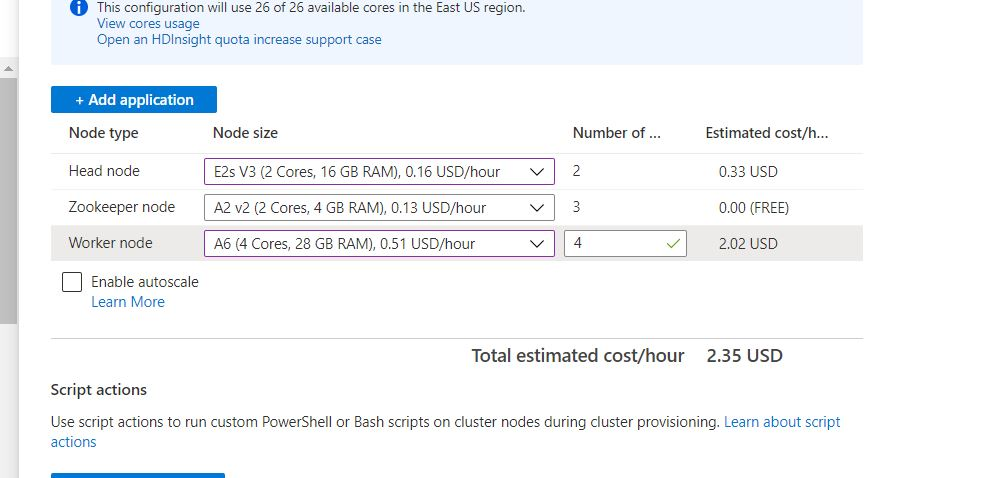 This configuration will use 26 of 26 available cores in the East US region.
View cores usage
Open an HDInsight quota increase support case
+ Add application
Node type Node size Number of ... Estimated cost/h...
Head node E2s V3 (2 Cores, 16 GB RAM), 0.16 USD/hour 2 0.33 USD
Zookeeper node A2 v2 (2 Cores, 4 GB RAM), 0.13 USD/hour 3 0.00 (FREE)
Worker node A6 (4 Cores, 28 GB RAM), 0.51 USD/hour 4 2.02 USD
Enable autoscale
Learn More
Total estimated cost/hour 2.35 USD
Script actions
Use script actions to run custom PowerShell or Bash scripts on cluster nodes during cluster provisioning. Learn about script
actions